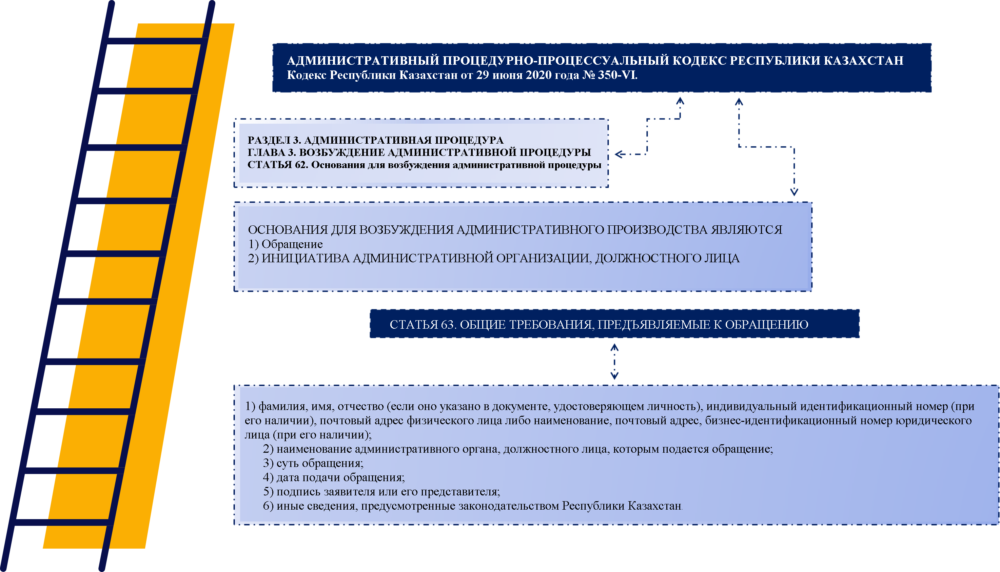 АДМИНИСТРАТИВНЫЙ ПРОЦЕДУРНО-ПРОЦЕССУАЛЬНЫЙ КОДЕКС РЕСПУБЛИКИ КАЗАХСТАН
Кодекс Республики Казахстан от 29 июня 2020 года № 350-VI.
РАЗДЕЛ 3. АДМИНИСТРАТИВНАЯ ПРОЦЕДУРА
ГЛАВА 3. ВОЗБУЖДЕНИЕ АДМИНИСТРАТИВНОЙ ПРОЦЕДУРЫ
СТАТЬЯ 62. Основания для возбуждения административной процедуры
ОСНОВАНИЯ ДЛЯ ВОЗБУЖДЕНИЯ АДМИНИСТРАТИВНОГО ПРОИЗВОДСТВА ЯВЛЯЮТСЯ
1) Обращение
2) ИНИЦИАТИВА АДМИНИСТРАТИВНОЙ ОРГАНИЗАЦИИ, ДОЛЖНОСТНОГО ЛИЦА
СТАТЬЯ 63. ОБЩИЕ ТРЕБОВАНИЯ, ПРЕДЪЯВЛЯЕМЫЕ К ОБРАЩЕНИЮ
1) фамилия, имя, отчество (если оно указано в документе, удостоверяющем личность), индивидуальный идентификационный номер (при
его наличии), почтовый адрес физического лица либо наименование, почтовый адрес, бизнес-идентификационный номер юридического
лица (при его наличии);
2) наименование административного органа, должностного лица, которым подается обращение;
3) суть обращения;
4) дата подачи обращения;
5) подпись заявителя или его представителя;
6) иные сведения, предусмотренные законодательством Республики Казахстан.